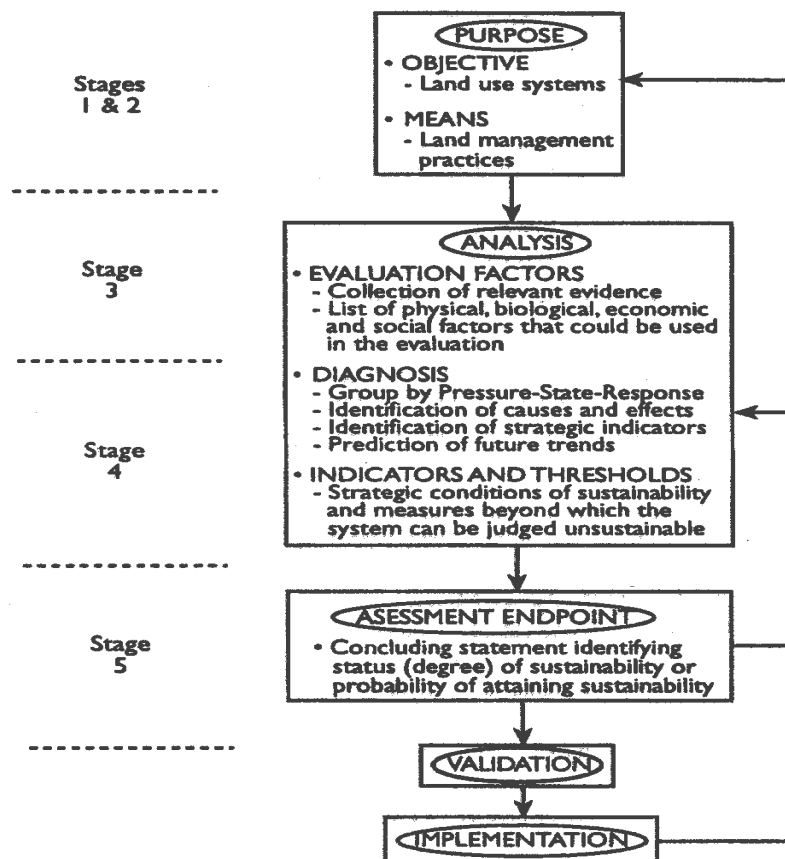 PURPOSE
• OBJECTIVE
- Land use systems
• MEANS
- Land management
practices
Stages
1 & 2
ANALYSIS
• EVALUATION FACTORS
- Collection of relevant evidence
- List of physical, biological, economic
and social factors that could be used
in the evaluation
Stage
3
• DIAGNOSIS
- Group by Pressure-State-Response
- Identification of causes and effects
- Identification of strategic indicators
- Prediction of future trends
• INDICATORS AND THRESHOLDS
- Strategic conditions of sustainability
and measures beyond which the
system can be judged unsustainable
Stage
4
ASESSMENT ENDPOINT
• Concluding statement identifying
status (degree) of sustainability or
probability of attaining sustainability
Stage
5
VALIDATION
IMPLEMENTATION